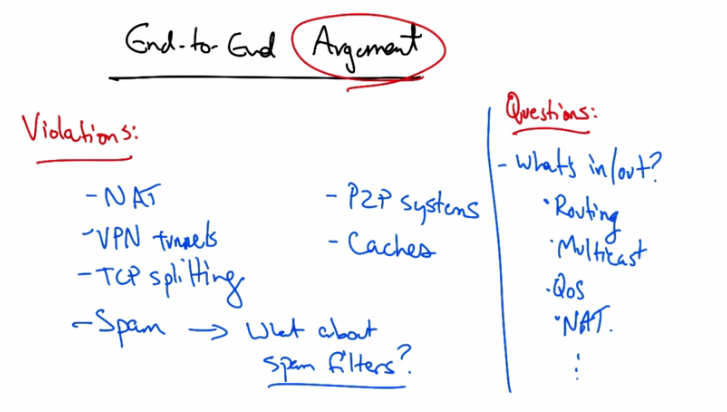 End-to-End Argument
Violations:
- NAT
- VPN tunnels
- TCP splitting
- Spam → What about
spam filters?
- P2P systems
- Caches
Questions:
- What's in/out?
· Routing
· Multicast
· QoS
· NAT.
⋮